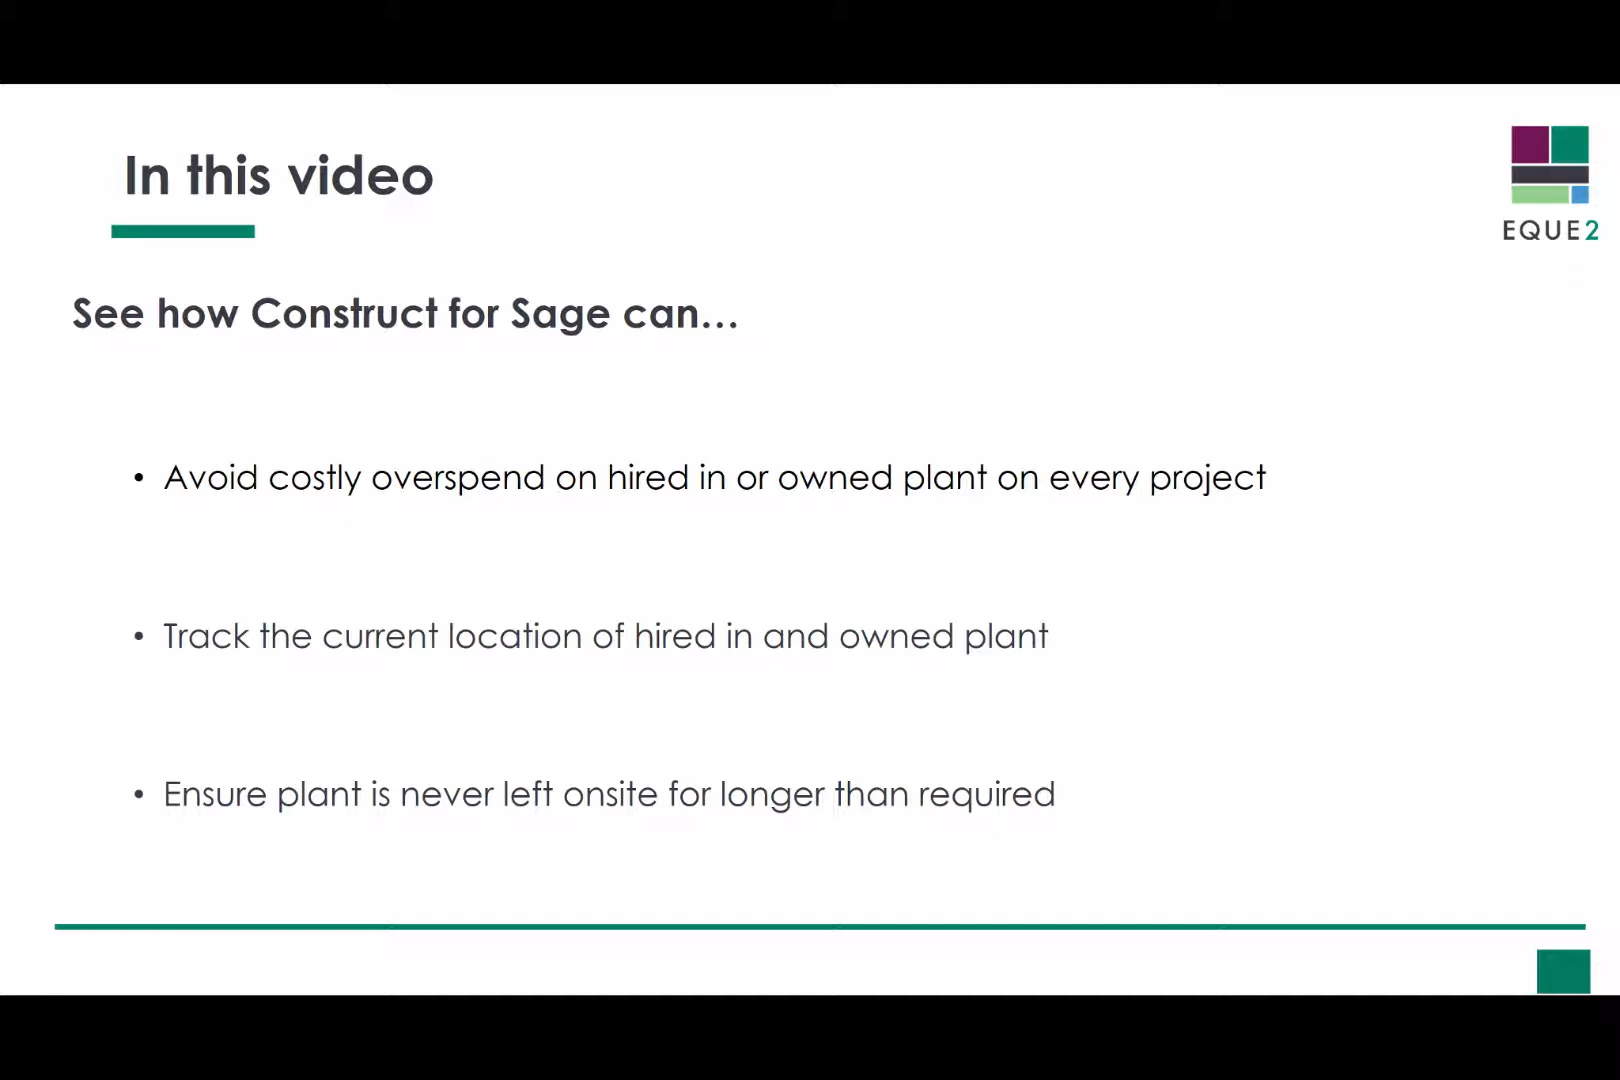 In this video
EQUE2
See how Construct for Sage can…
• Avoid costly overspend on hired in or owned plant on every project
• Track the current location of hired in and owned plant
• Ensure plant is never left onsite for longer than required